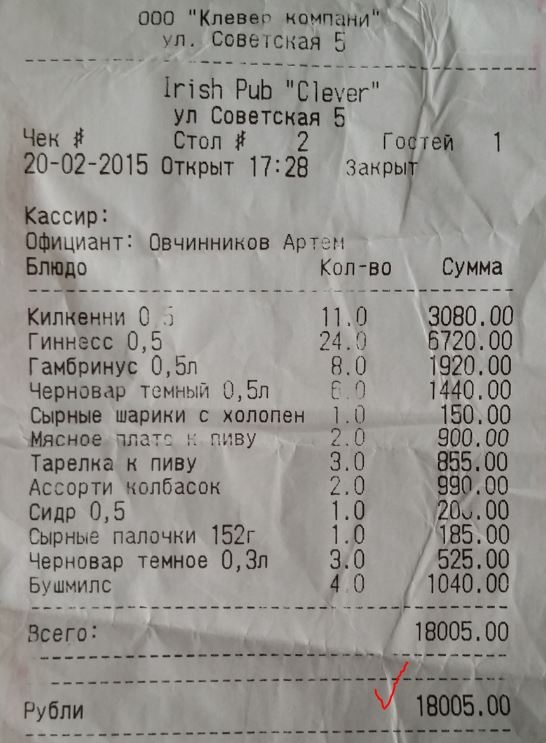 ООО "Клевер компани"
ул. Советская 5
Irish Pub "Clever"
ул Советская 5
Чек # Стол # 2 Гостей 1
20-02-2015 Открыт 17:28 Закрыт
Кассир:
Официант: Овчинников Артем
Блюдо Кол-во Сумма
Килкенни 0,5 11.0 3080.00
Гиннесс 0,5 24.0 6720.00
Гамбринус 0,5л 8.0 1920.00
Черновар темный 0,5л 6.0 1440.00
Сырные шарики с холопен 1.0 150.00
Мясное плато к пиву 2.0 900.00
Тарелка к пиву 3.0 855.00
Ассорти колбасок 2.0 990.00
Сидр 0,5 1.0 200.00
Сырные палочки 152г 1.0 185.00
Черновар темное 0,3л 3.0 525.00
Бушмилс 4.0 1040.00
Всего: 18005.00
Рубли 18005.00